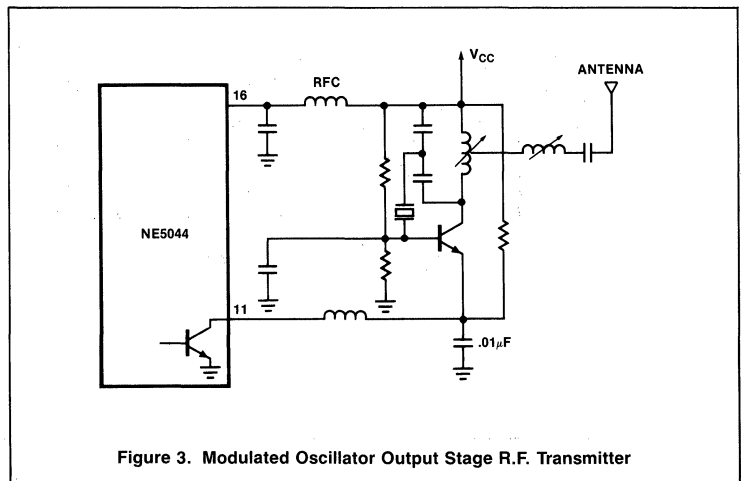 V_CC
RFC
ANTENNA
16
NE5044
11
.01μF
Figure 3. Modulated Oscillator Output Stage R.F. Transmitter